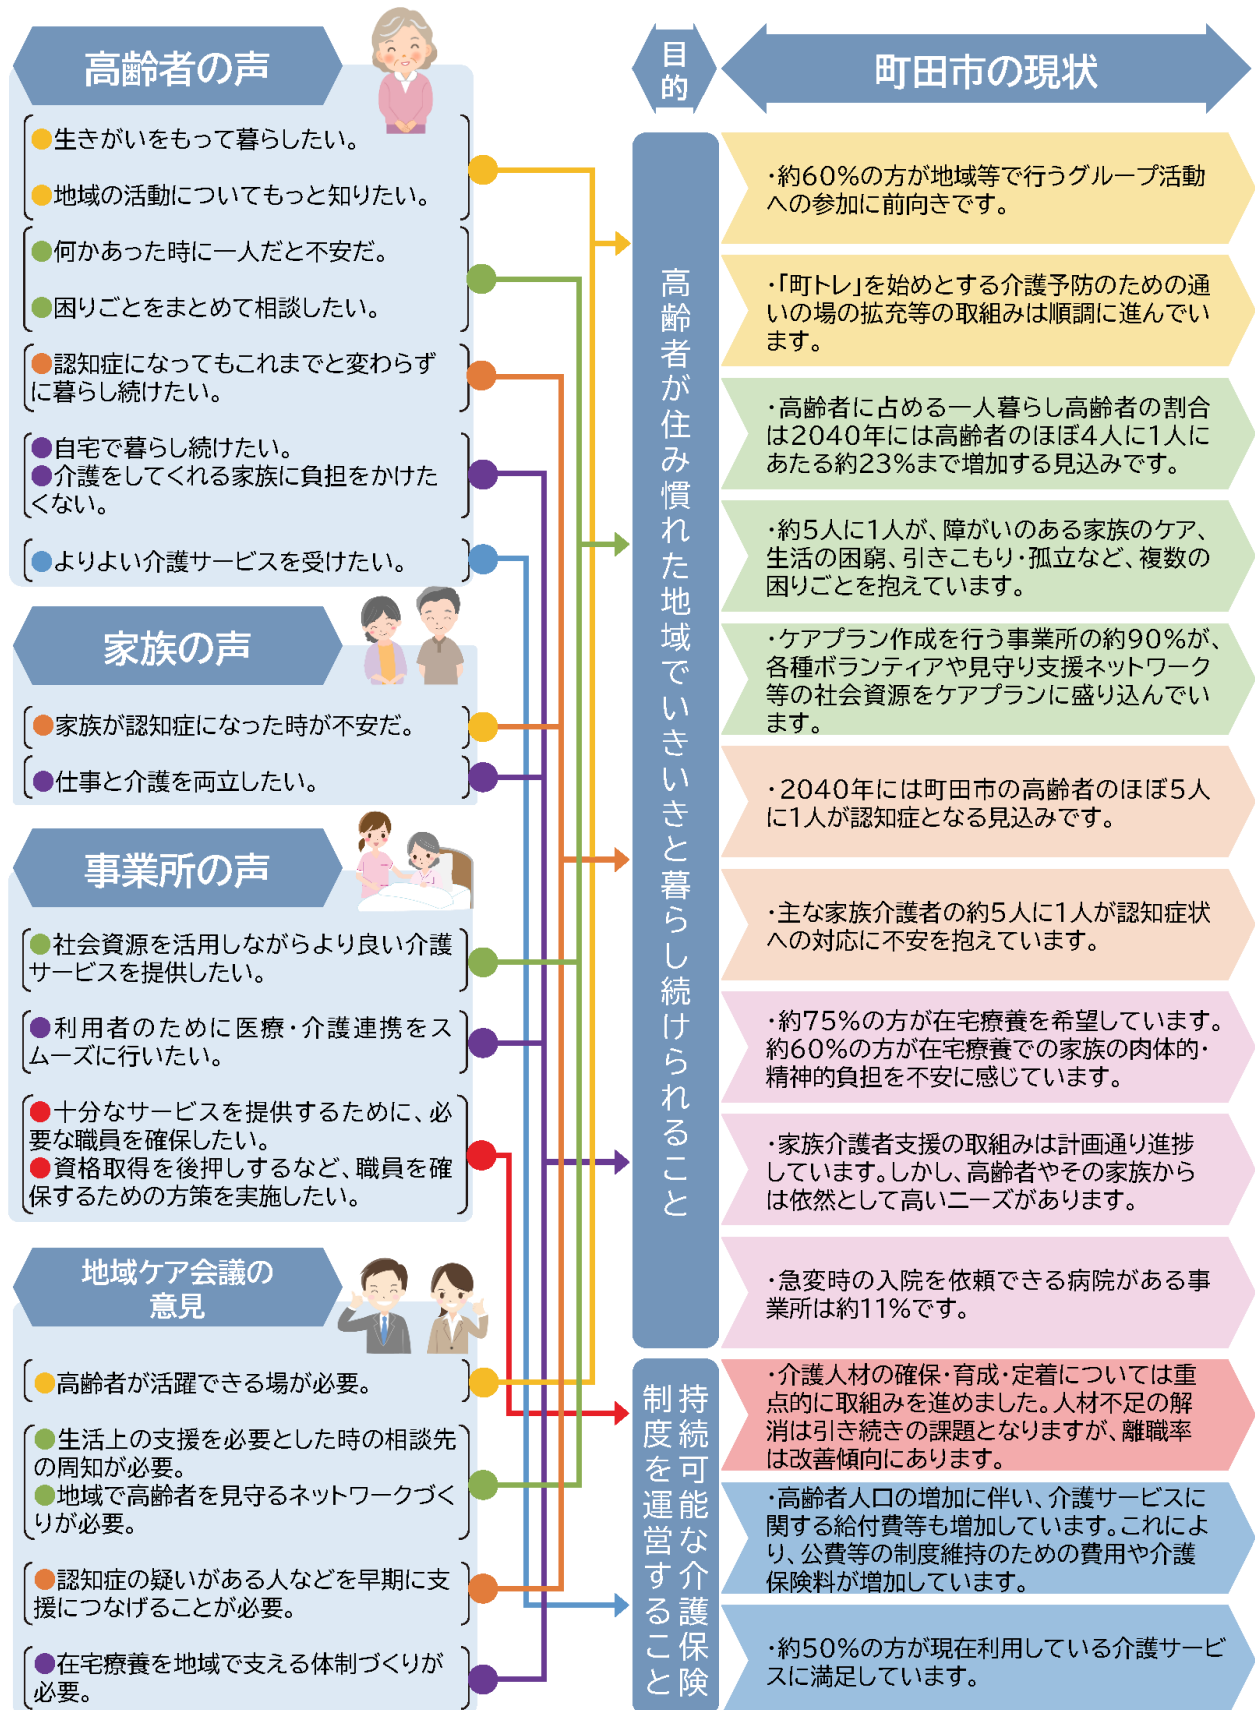 高齢者の声
●生きがいをもって暮らしたい。
●地域の活動についてもっと知りたい。
●何かあった時に一人だと不安だ。
●困りごとをまとめて相談したい。
●認知症になってもこれまでと変わらず
に暮らし続けたい。
●自宅で暮らし続けたい。
●介護をしてくれる家族に負担をかけた
くない。
●よりよい介護サービスを受けたい。
家族の声
●家族が認知症になった時が不安だ。
●仕事と介護を両立したい。
事業所の声
●社会資源を活用しながらより良い介護
サービスを提供したい。
●利用者のために医療・介護連携をス
ムーズに行いたい。
●十分なサービスを提供するために、必
要な職員を確保したい。
●資格取得を後押しするなど、職員を確
保するための方策を実施したい。
地域ケア会議の
意見
●高齢者が活躍できる場が必要。
●生活上の支援を必要とした時の相談先
の周知が必要。
●地域で高齢者を見守るネットワークづく
りが必要。
●認知症の疑いがある人などを早期に支
援につなげることが必要。
●在宅療養を地域で支える体制づくりが
必要。
目的
高齢者が住み慣れた地域でいきいきと暮らし続けられること
持続可能な介護保険
制度を運営すること
町田市の現状
・約60%の方が地域等で行うグループ活動
への参加に前向きです。
・「町トレ」を始めとする介護予防のための通
いの場の拡充等の取組みは順調に進んでい
ます。
・高齢者に占める一人暮らし高齢者の割合
は2040年には高齢者のほぼ4人に1人に
あたる約23%まで増加する見込みです。
・約5人に1人が、障がいのある家族のケア、
生活の困窮、引きこもり・孤立など、複数の
困りごとを抱えています。
・ケアプラン作成を行う事業所の約90%が、
各種ボランティアや見守り支援ネットワーク
等の社会資源をケアプランに盛り込んでい
ます。
・2040年には町田市の高齢者のほぼ5人
に1人が認知症となる見込みです。
・主な家族介護者の約5人に1人が認知症状
への対応に不安を抱えています。
・約75%の方が在宅療養を希望しています。
約60%の方が在宅療養での家族の肉体的・
精神的負担を不安に感じています。
・家族介護者支援の取組みは計画通り進捗
しています。しかし、高齢者やその家族から
は依然として高いニーズがあります。
・急変時の入院を依頼できる病院がある事
業所は約11%です。
・介護人材の確保・育成・定着については重
点的に取組みを進めました。人材不足の解
消は引き続きの課題となりますが、離職率
は改善傾向にあります。
・高齢者人口の増加に伴い、介護サービスに
関する給付費等も増加しています。これによ
り、公費等の制度維持のための費用や介護
保険料が増加しています。
・約50%の方が現在利用している介護サービ
スに満足しています。